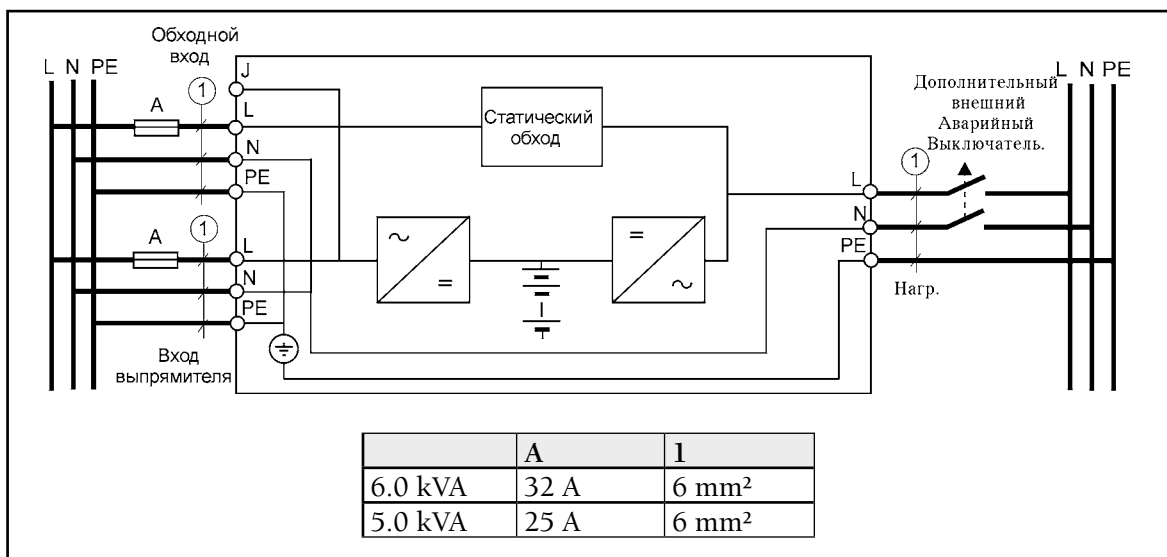 Обходной
вход
L N PE
J
1
A
L
N
PE
1
A
L
N
PE
Вход
выпрямителя
Статический
обход
~
=
=
~
L N PE
Дополнительный
внешний
Аварийный
Выключатель.
1
L
N
PE
Нагр.
A 1
6.0 kVA 32 A 6 mm²
5.0 kVA 25 A 6 mm²